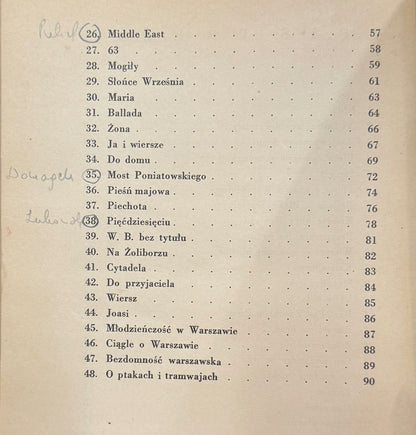 26. Middle East . . . . . . . . . 57
27. 63 . . . . . . . . . 58
28. Mogiły . . . . . . . . . 59
29. Słońce Września . . . . . . . . . 61
30. Maria . . . . . . . . . 63
31. Ballada . . . . . . . . . 64
32. Żona . . . . . . . . . 66
33. Ja i wiersze . . . . . . . . . 67
34. Do domu . . . . . . . . . 69
35. Most Poniatowskiego . . . . . . . . . 72
36. Pieśń majowa . . . . . . . . . 74
37. Piechota . . . . . . . . . 76
38. Pięćdziesięciu . . . . . . . . . 78
39. W. B. bez tytułu . . . . . . . . . 81
40. Na Żoliborzu . . . . . . . . . 82
41. Cytadela . . . . . . . . . 83
42. Do przyjaciela . . . . . . . . . 84
43. Wiersz . . . . . . . . . 85
44. Joasi . . . . . . . . . 86
45. Młodzieńczość w Warszawie . . . . . . . . . 87
46. Ciągle o Warszawie . . . . . . . . . 88
47. Bezdomność warszawska . . . . . . . . . 89
48. O ptakach i tramwajach . . . . . . . . . 90